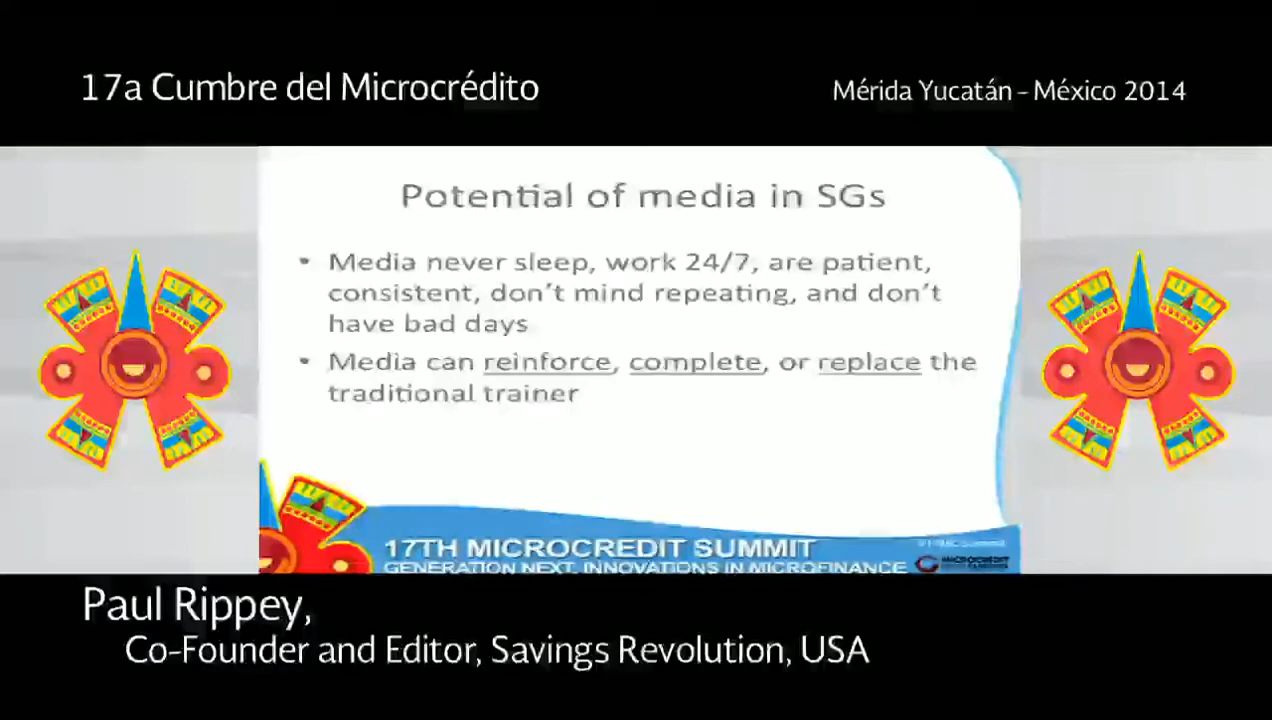 17a Cumbre del Microcrédito
Mérida Yucatán - México 2014
Potential of media in SGs
• Media never sleep, work 24/7, are patient,
consistent, don't mind repeating, and don't
have bad days
• Media can reinforce, complete, or replace the
traditional trainer
17TH MICROCREDIT SUMMIT
GENERATION NEXT: INNOVATIONS IN MICROFINANCE
MICROCREDIT
Paul Rippey,
Co-Founder and Editor, Savings Revolution, USA